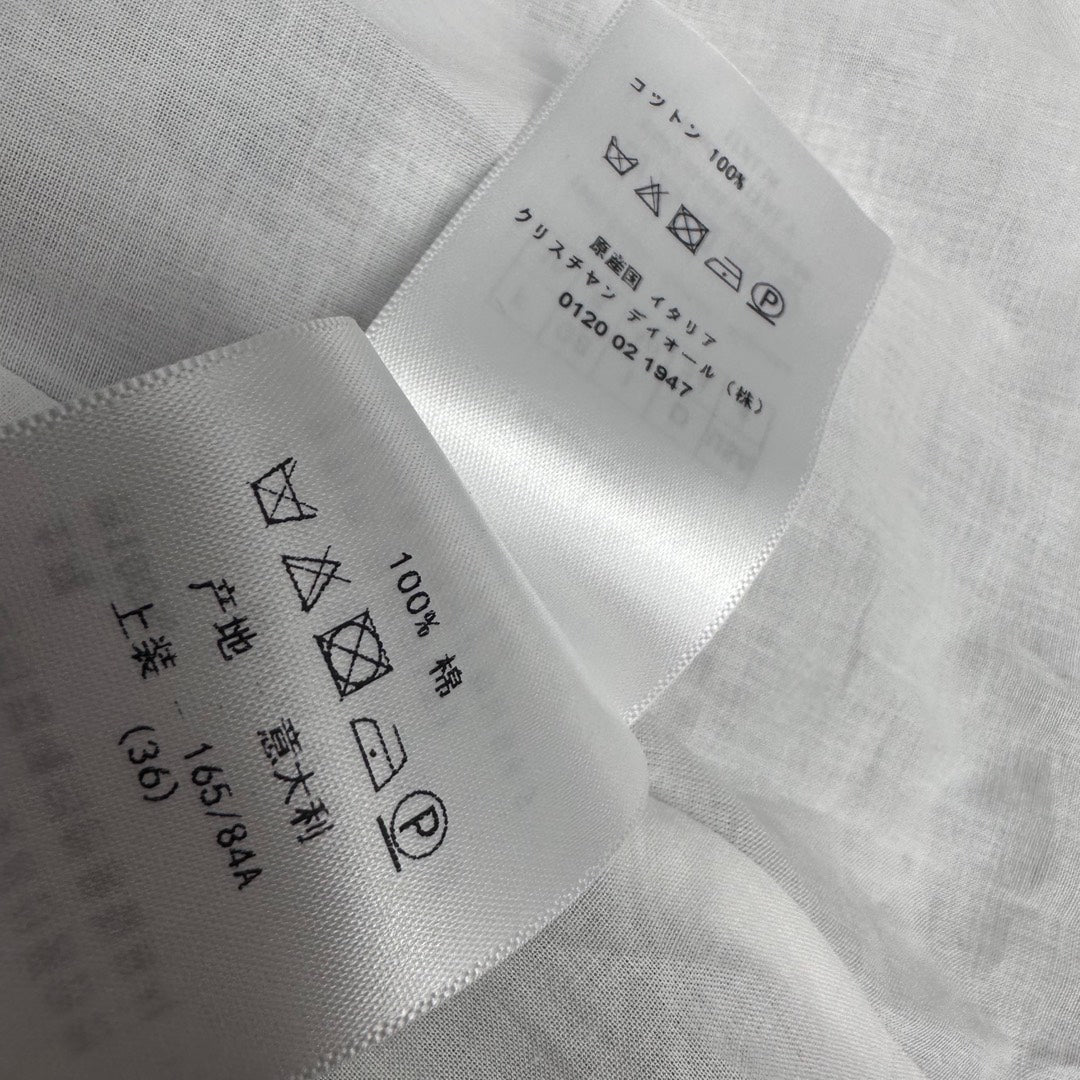 コットン 100%
P
原産国 イタリア
クリスチャン ディオール (株)
0120 02 1947
100% 棉
P
产地 意大利
上装 - 165/84A
(36)